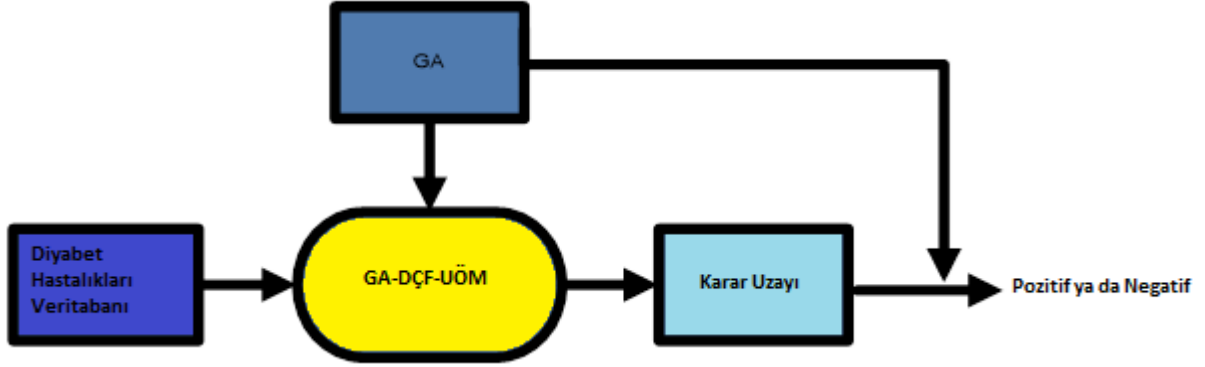 GA
Diyabet
Hastalıkları
Veritabanı
GA-DÇF-UÖM
Karar Uzayı
Pozitif ya da Negatif